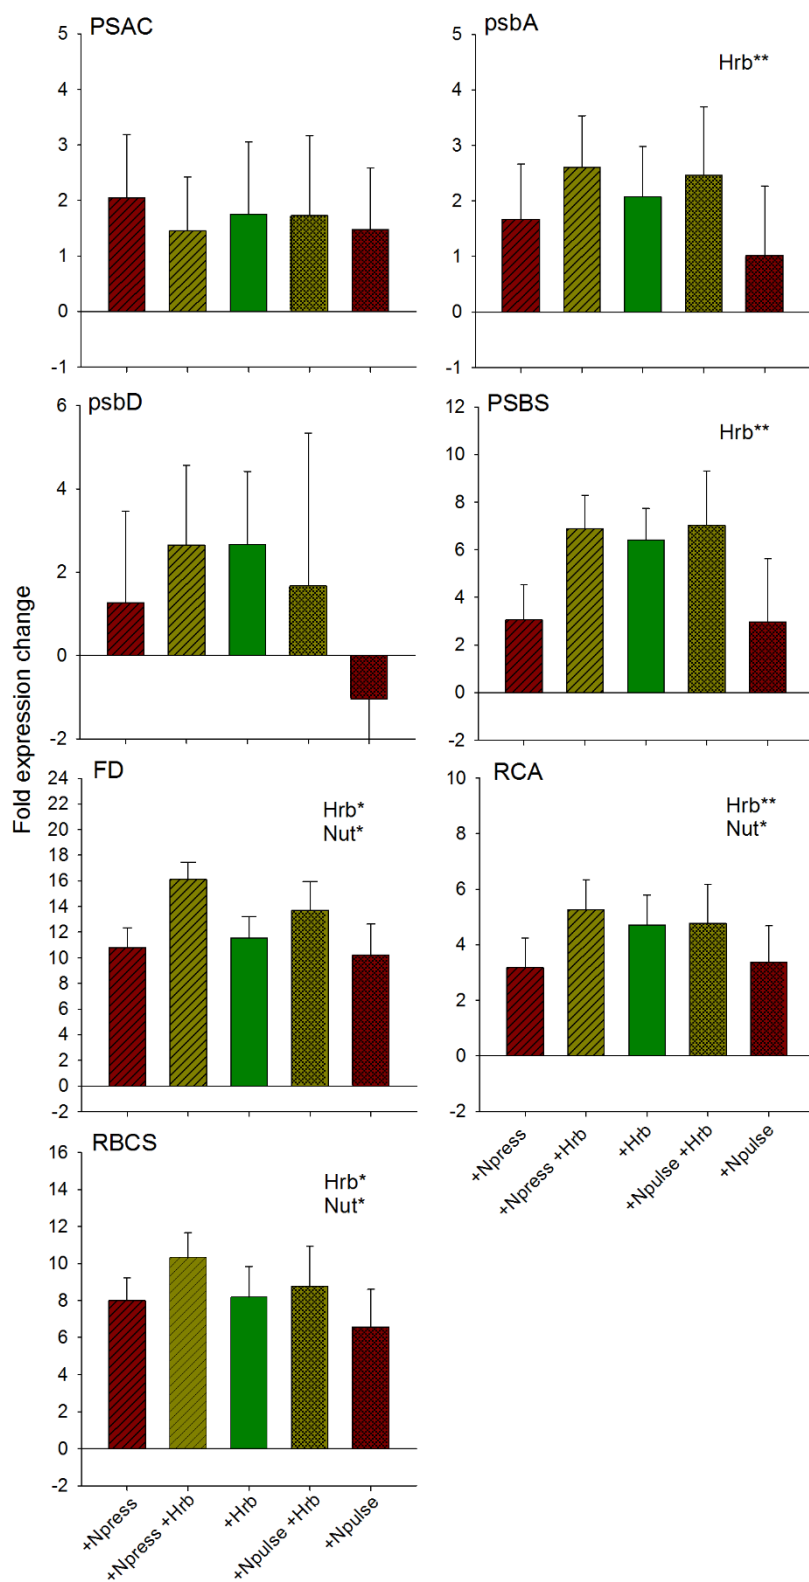 PSAC
5
4
3
2
1
0
-1
psbA
Hrb**
5
4
3
2
1
0
-1
psbD
6
4
2
0
-2
PSBS
Hrb**
12
10
8
6
4
2
0
-2
Fold expression change
FD
Hrb*
Nut*
24
22
20
18
16
14
12
10
8
6
4
2
0
-2
RCA
Hrb**
Nut*
10
8
6
4
2
0
-2
+Npress
+Npress +Hrb
+Hrb
+Npulse +Hrb
+Npulse
RBCS
Hrb*
Nut*
16
14
12
10
8
6
4
2
0
-2
+Npress
+Npress +Hrb
+Hrb
+Npulse +Hrb
+Npulse